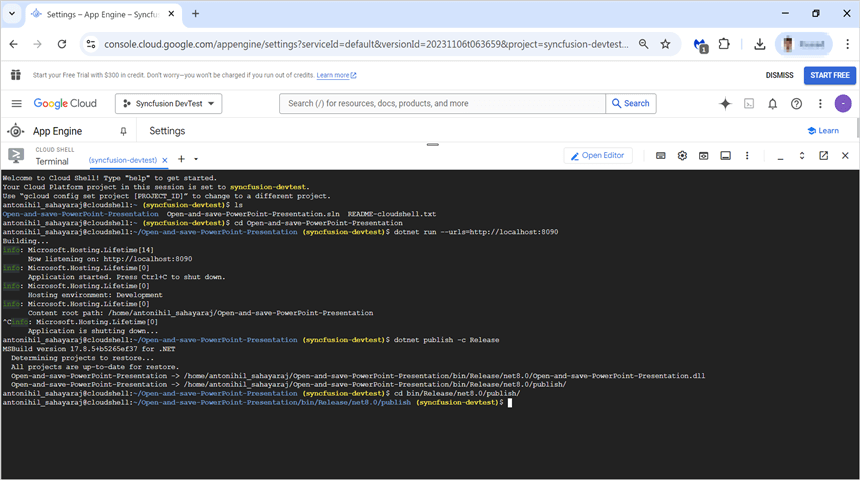 Settings – App Engine – Syncfu
console.cloud.google.com/appengine/settings?serviceId=default&versionId=20231106t063659&project=syncfusion-devtest...
1
Start your Free Trial with $300 in credit. Don't worry—you won't be charged if you run out of credits. Learn more
DISMISS
START FREE
Google Cloud
Syncfusion DevTest
Search (/) for resources, docs, products, and more
Search
App Engine
Settings
Learn
CLOUD SHELL
Terminal
(syncfusion-devtest)
Open Editor
Welcome to Cloud Shell! Type "help" to get started.
Your Cloud Platform project in this session is set to syncfusion-devtest.
Use "gcloud config set project [PROJECT_ID]" to change to a different project.
antonihil_sahayaraj@cloudshell:~ (syncfusion-devtest)$ ls
Open-and-save-PowerPoint-Presentation  Open-and-save-PowerPoint-Presentation.sln  README-cloudshell.txt
antonihil_sahayaraj@cloudshell:~ (syncfusion-devtest)$ cd Open-and-save-PowerPoint-Presentation
antonihil_sahayaraj@cloudshell:~/Open-and-save-PowerPoint-Presentation (syncfusion-devtest)$ dotnet run --urls=http://localhost:8090
Building...
info: Microsoft.Hosting.Lifetime[14]
Now listening on: http://localhost:8090
info: Microsoft.Hosting.Lifetime[0]
Application started. Press Ctrl+C to shut down.
info: Microsoft.Hosting.Lifetime[0]
Hosting environment: Development
info: Microsoft.Hosting.Lifetime[0]
Content root path: /home/antonihil_sahayaraj/Open-and-save-PowerPoint-Presentation
^Cinfo: Microsoft.Hosting.Lifetime[0]
Application is shutting down...
antonihil_sahayaraj@cloudshell:~/Open-and-save-PowerPoint-Presentation (syncfusion-devtest)$ dotnet publish -c Release
MSBuild version 17.8.5+b5265ef37 for .NET
Determining projects to restore...
All projects are up-to-date for restore.
Open-and-save-PowerPoint-Presentation -> /home/antonihil_sahayaraj/Open-and-save-PowerPoint-Presentation/bin/Release/net8.0/Open-and-save-PowerPoint-Presentation.dll
Open-and-save-PowerPoint-Presentation -> /home/antonihil_sahayaraj/Open-and-save-PowerPoint-Presentation/bin/Release/net8.0/publish/
antonihil_sahayaraj@cloudshell:~/Open-and-save-PowerPoint-Presentation (syncfusion-devtest)$ cd bin/Release/net8.0/publish/
antonihil_sahayaraj@cloudshell:~/Open-and-save-PowerPoint-Presentation/bin/Release/net8.0/publish (syncfusion-devtest)$